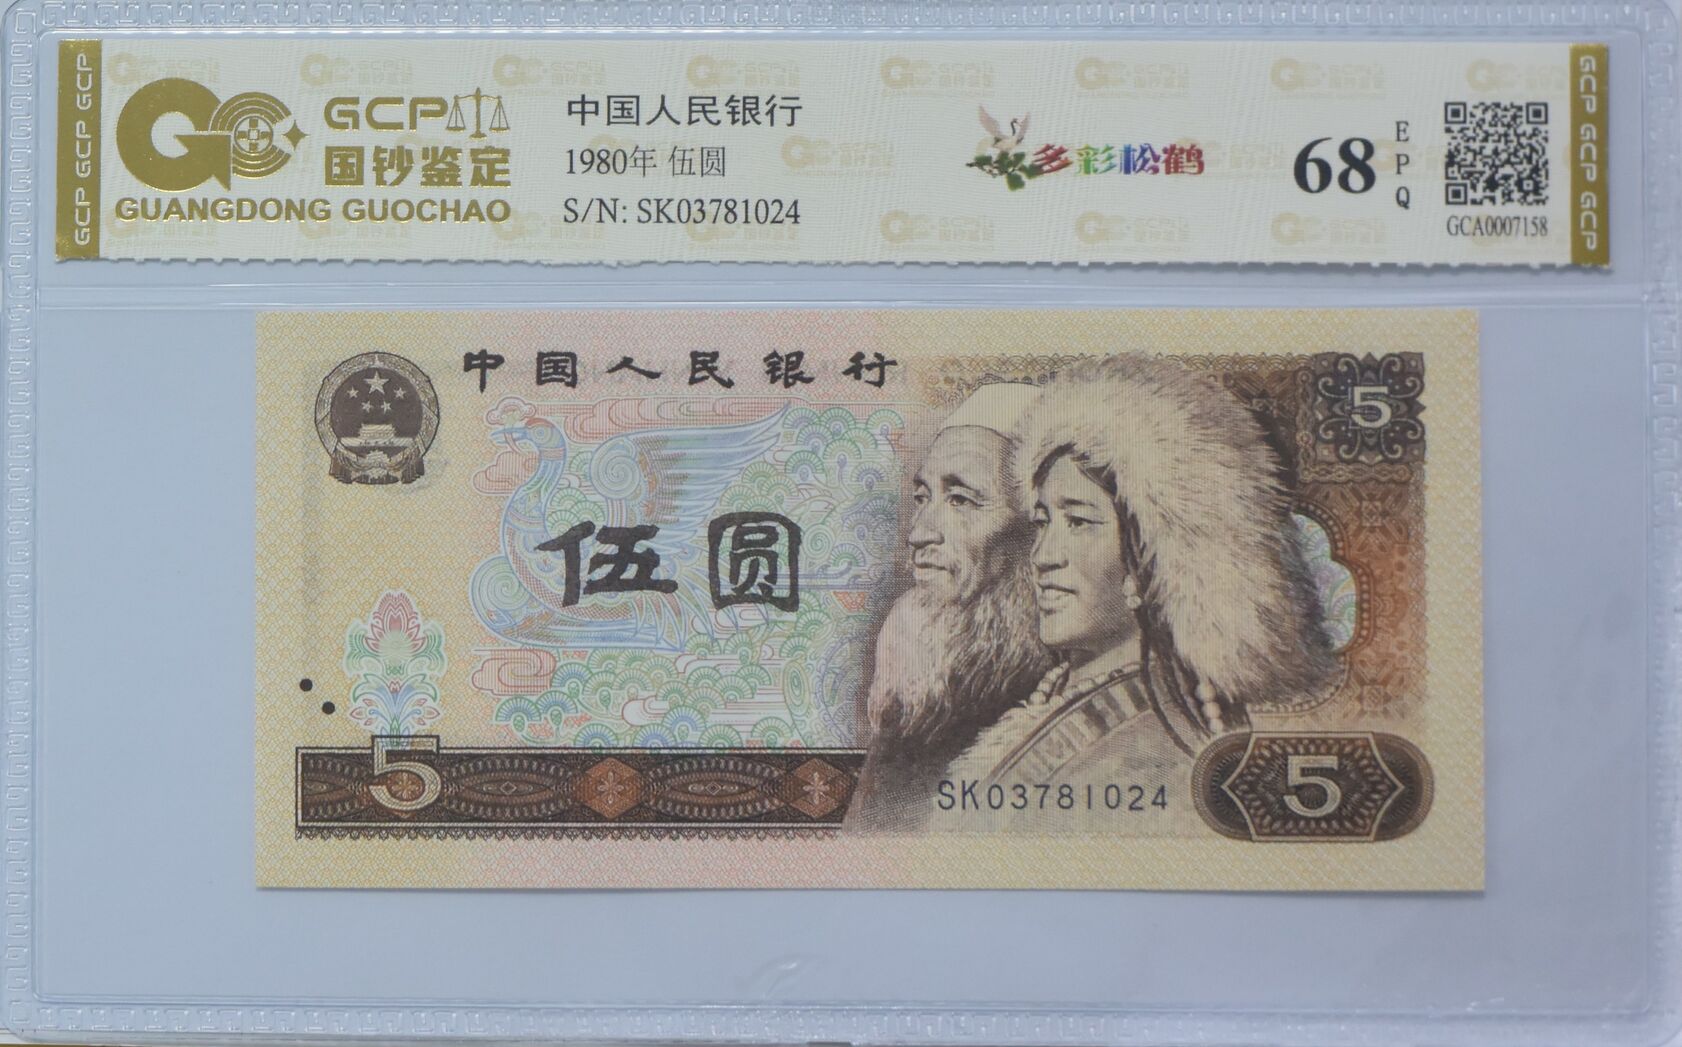 GCP GCP GCP
GCP
国钞鉴定
GUANGDONG GUOCHAO
中国人民银行
1980年 伍圆
S/N: SK03781024
多彩松鹤
68
EPQ
GCA0007158
GCP GCP GCP
中国人民银行
5
伍圆
5
SK03781024
5